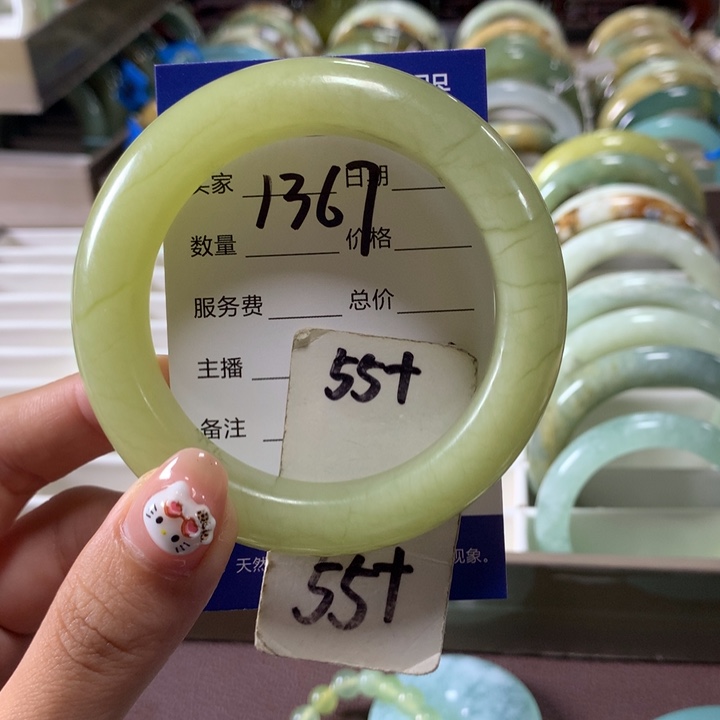 1367
家 日期
数量 价格
服务费 总价
主播
55+
备注
天然 现象。
55+